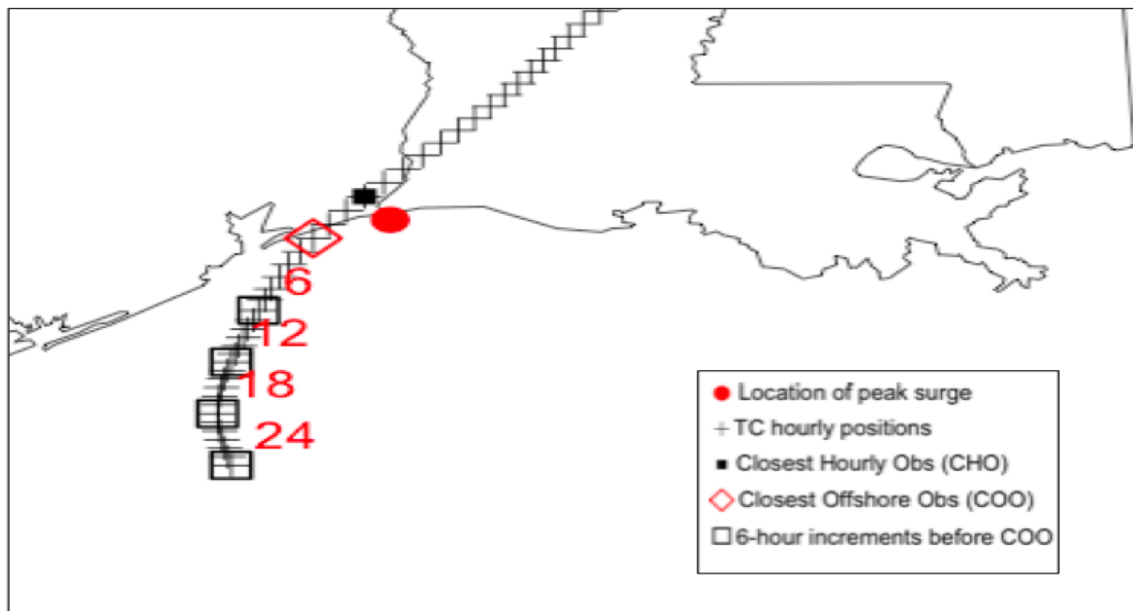 6
12
18
24
Location of peak surge
TC hourly positions
Closest Hourly Obs (CHO)
Closest Offshore Obs (COO)
6-hour increments before COO